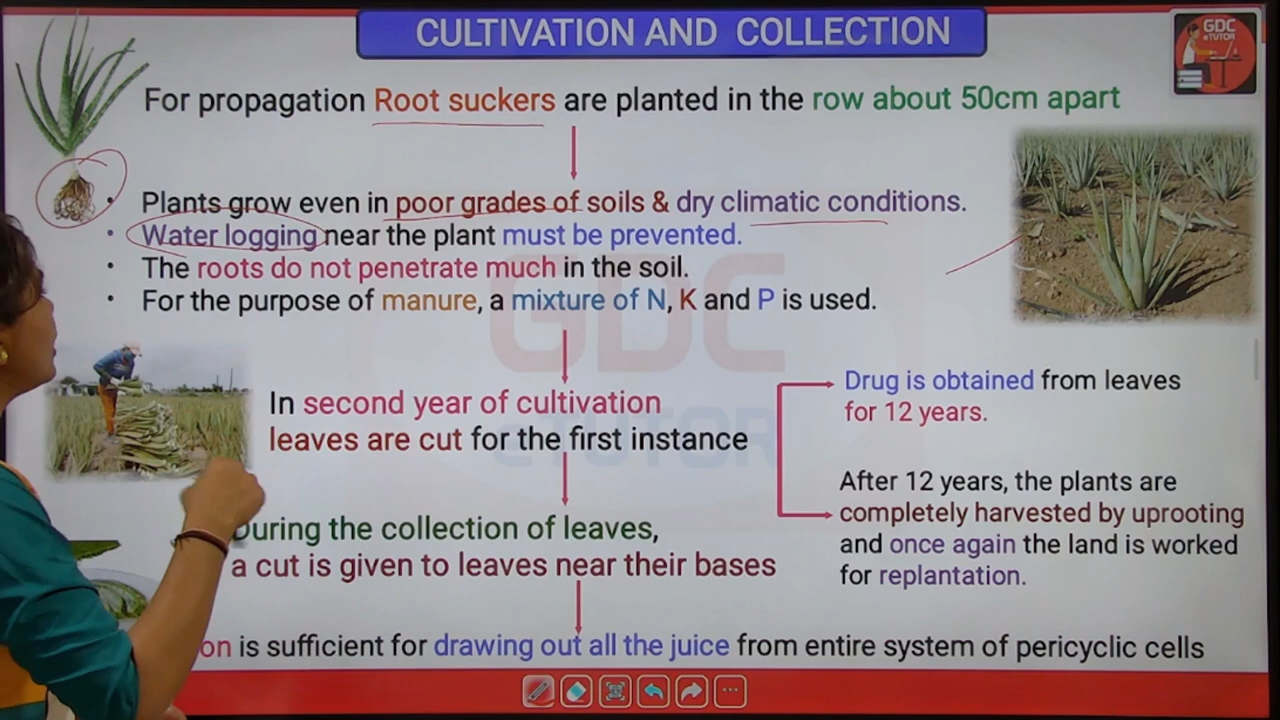 CULTIVATION AND COLLECTION
GDC
eTUTOR
For propagation Root suckers are planted in the row about 50cm apart
• Plants grow even in poor grades of soils & dry climatic conditions.
• Water logging near the plant must be prevented.
• The roots do not penetrate much in the soil.
• For the purpose of manure, a mixture of N, K and P is used.
GDC
eTUTOR
In second year of cultivation
leaves are cut for the first instance
Drug is obtained from leaves
for 12 years.
After 12 years, the plants are
completely harvested by uprooting
and once again the land is worked
for replantation.
During the collection of leaves,
a cut is given to leaves near their bases
is sufficient for drawing out all the juice from entire system of pericyclic cells